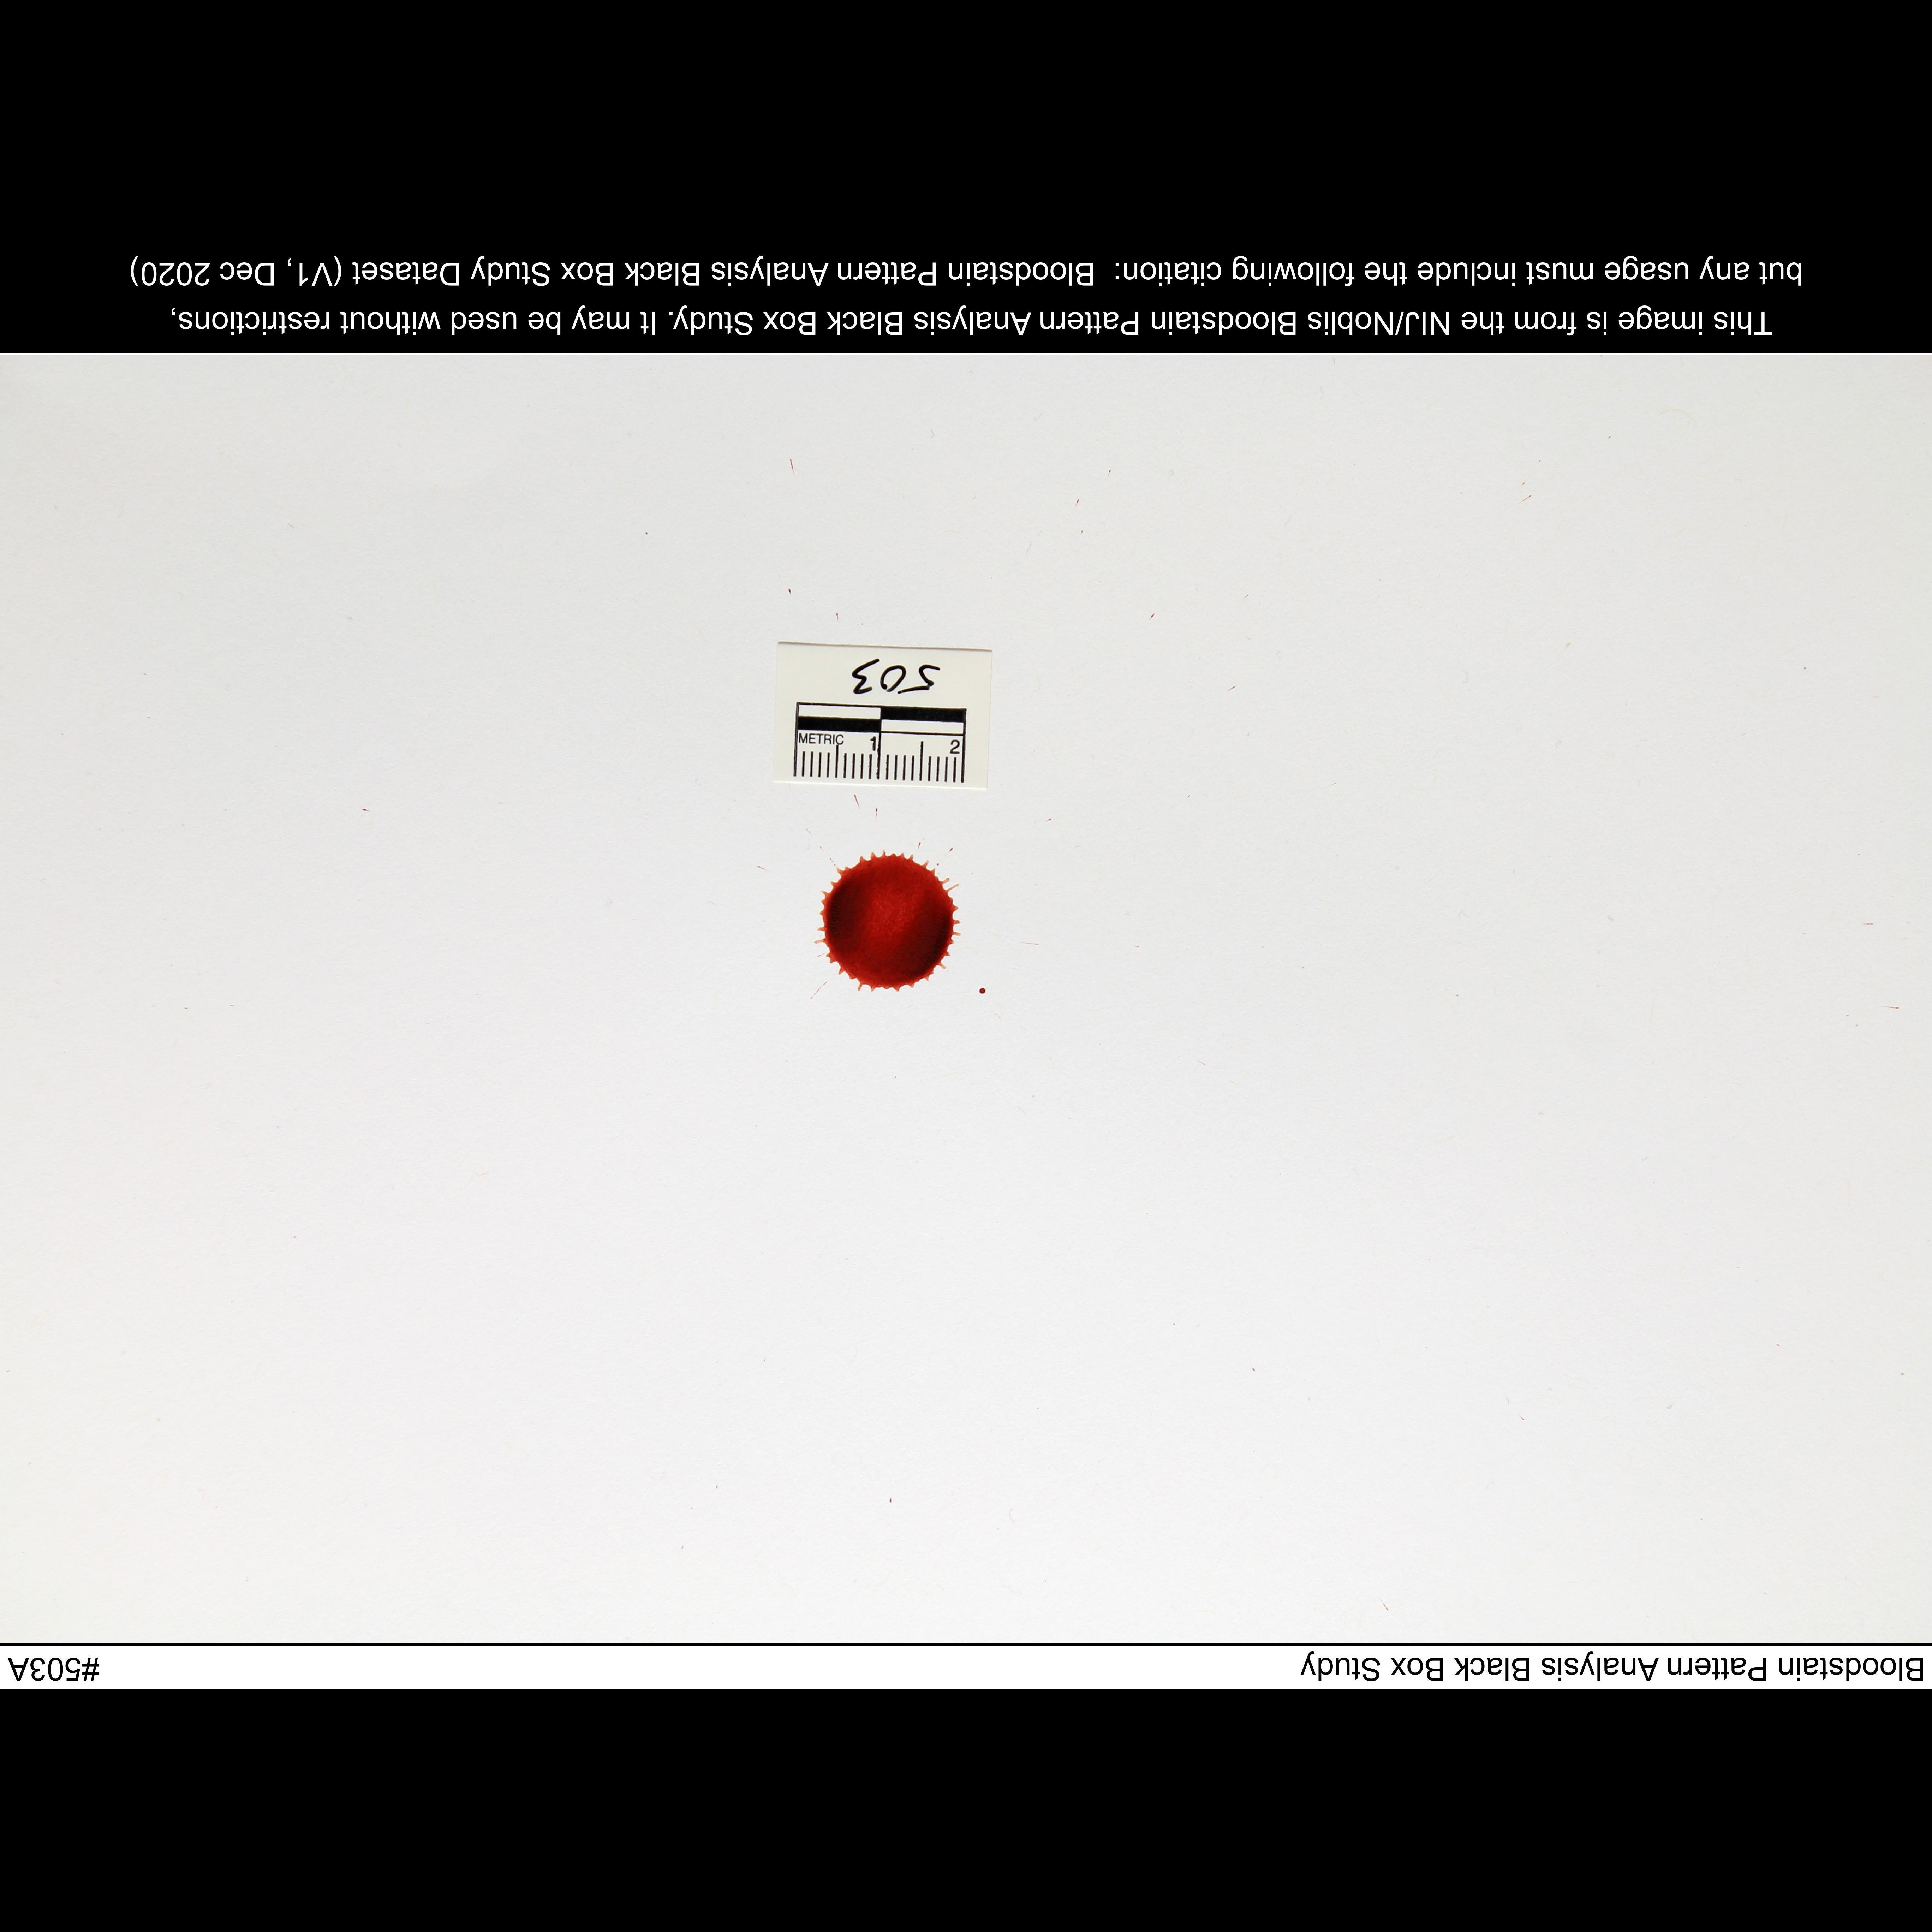 Bloodstain Pattern Analysis Black Box Study
#503A
METRIC 1 2
503
This image is from the NIJ/Noblis Bloodstain Pattern Analysis Black Box Study. It may be used without restrictions,
but any usage must include the following citation: Bloodstain Pattern Analysis Black Box Study Dataset (V1, Dec 2020)